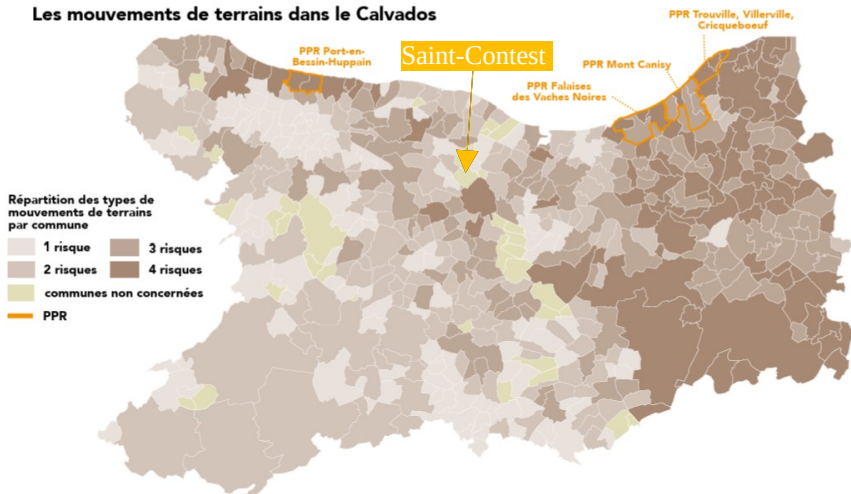 Les mouvements de terrains dans le Calvados
PPR Trouville, Villerville,
Cricqueboeuf
PPR Port-en-
Bessin-Huppain
Saint-Contest
PPR Mont Canisy
PPR Falaises
des Vaches Noires
Répartition des types de
mouvements de terrains
par commune
1 risque
3 risques
2 risques
4 risques
communes non concernées
PPR